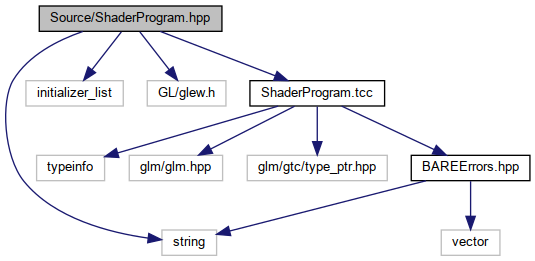 Source/ShaderProgram.hpp
initializer_list
GL/glew.h
ShaderProgram.tcc
typeinfo
glm/glm.hpp
glm/gtc/type_ptr.hpp
BAREErrors.hpp
string
vector